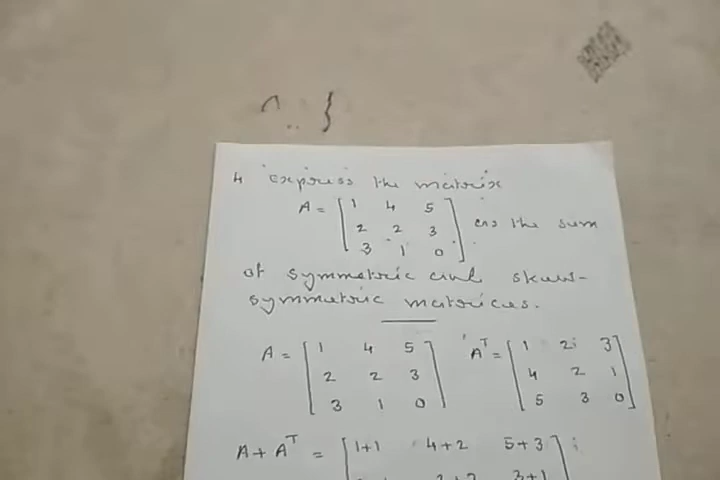 4 express the matrix
A = [ 1 4 5
2 2 3
3 1 0 ] as the sum
of symmetric and skew-
symmetric matrices.
A = [ 1 4 5
2 2 3
3 1 0 ]
A^T = [ 1 2 3
4 2 1
5 3 0 ]
A + A^T = [ 1+1 4+2 5+3
3+1 ]